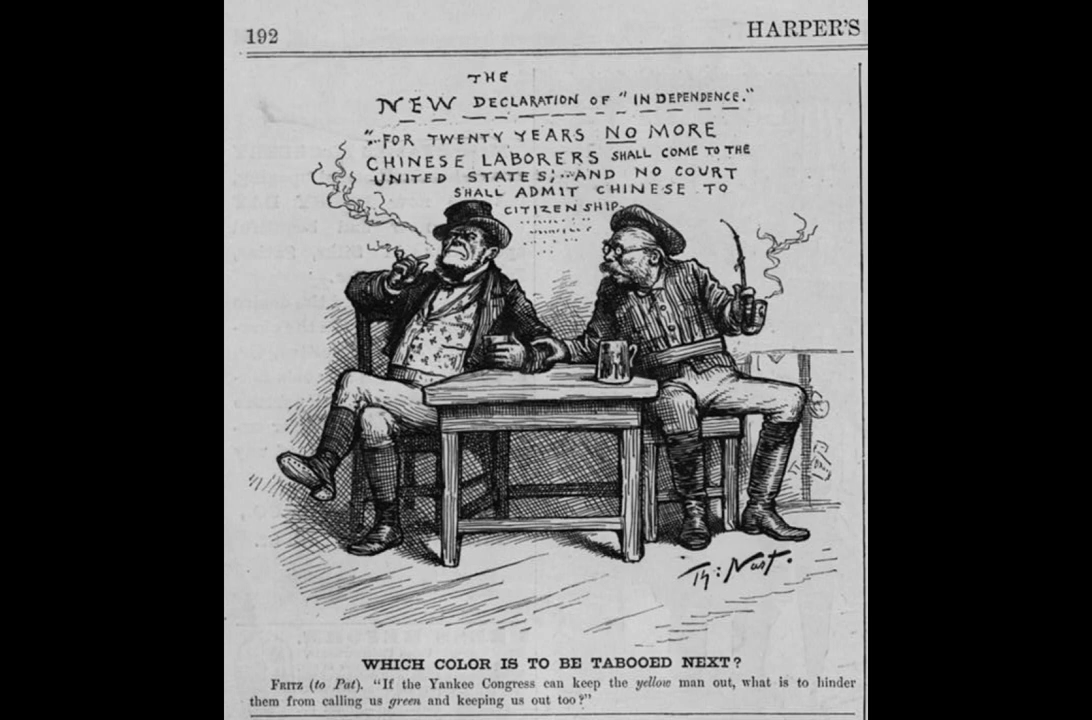 192
HARPER'S
THE
NEW DECLARATION OF "INDEPENDENCE."
"··FOR TWENTY YEARS NO MORE
CHINESE LABORERS SHALL COME TO THE
UNITED STATES;··AND NO COURT
SHALL ADMIT CHINESE TO
CITIZENSHIP.
Th: Nast.
WHICH COLOR IS TO BE TABOOED NEXT?
FRITZ (to Pat). "If the Yankee Congress can keep the yellow man out, what is to hinder
them from calling us green and keeping us out too?"